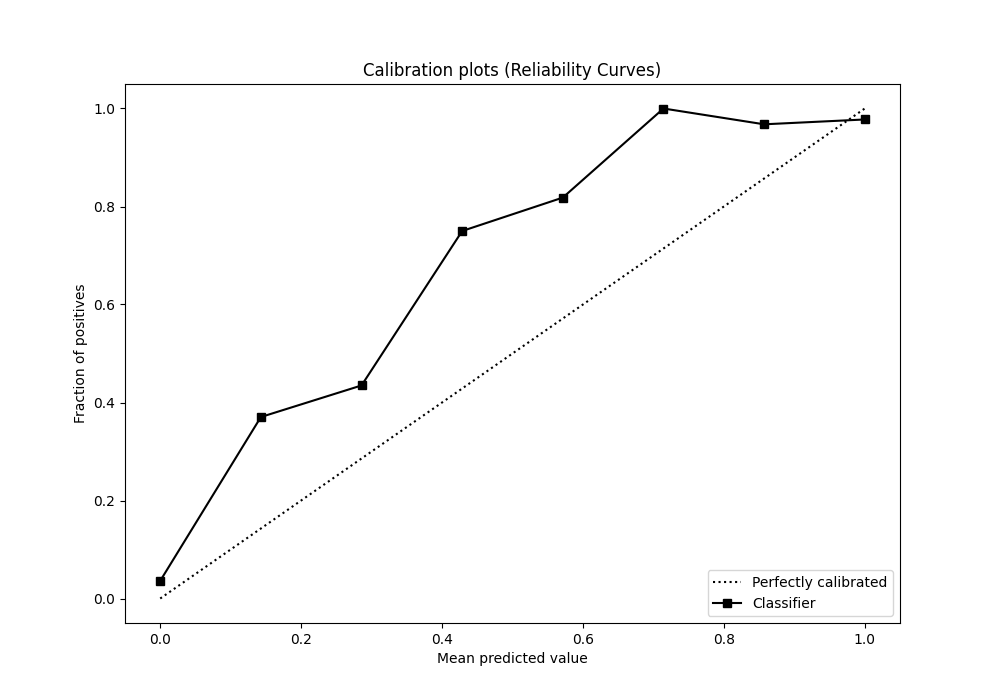 Calibration plots (Reliability Curves)
1.0
0.8
0.6
0.4
0.2
0.0
Fraction of positives
Perfectly calibrated
Classifier
0.0 0.2 0.4 0.6 0.8 1.0
Mean predicted value